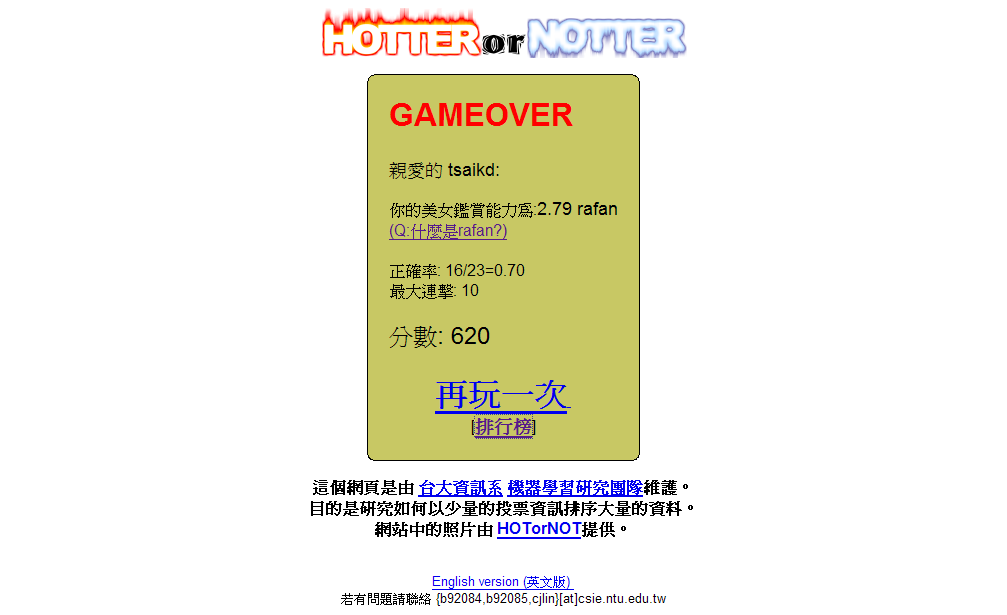 HOTTER or NOTTER
GAMEOVER
親愛的 tsaikd:
你的美女鑑賞能力為:2.79 rafan
(Q:什麼是rafan?)
正確率: 16/23=0.70
最大連擊: 10
分數: 620
再玩一次
[排行榜]
這個網頁是由 台大資訊系 機器學習研究團隊維護。
目的是研究如何以少量的投票資訊排序大量的資料。
網站中的照片由 HOTorNOT提供。
English version (英文版)
若有問題請聯絡 {b92084,b92085,cjlin}[at]csie.ntu.edu.tw